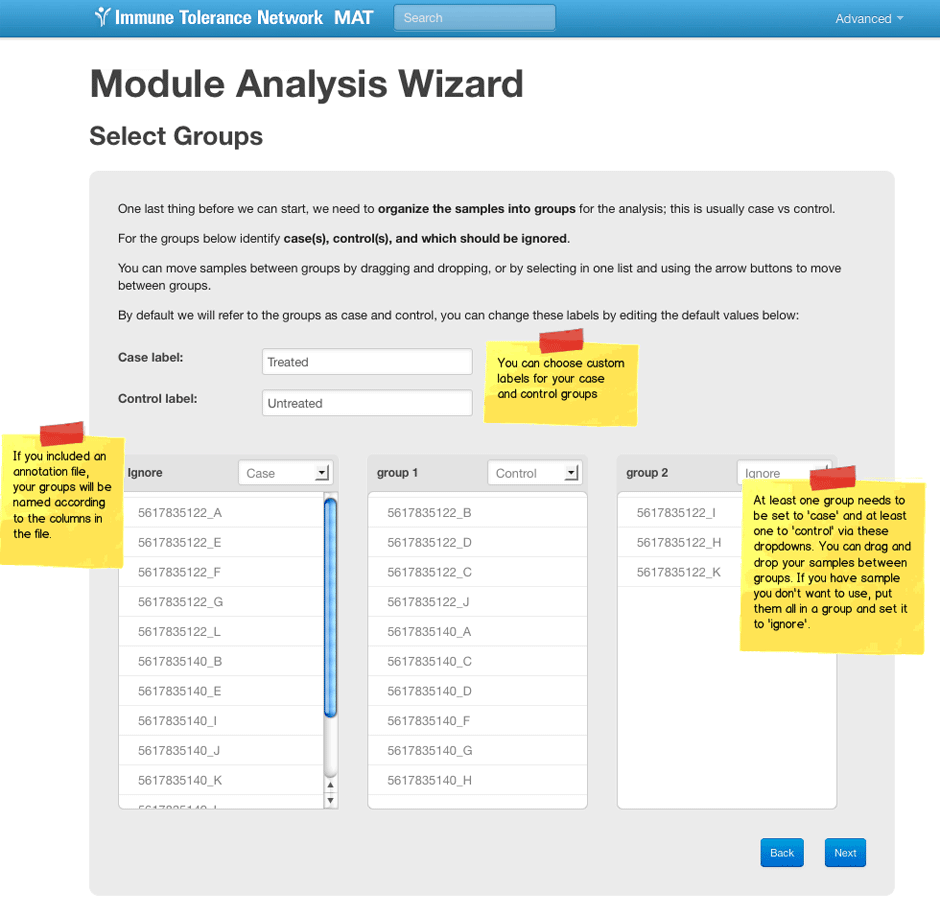 Immune Tolerance Network MAT
Search
Advanced
Module Analysis Wizard
Select Groups
One last thing before we can start, we need to organize the samples into groups for the analysis; this is usually case vs control.
For the groups below identify case(s), control(s), and which should be ignored.
You can move samples between groups by dragging and dropping, or by selecting in one list and using the arrow buttons to move
between groups.
By default we will refer to the groups as case and control, you can change these labels by editing the default values below:
Case label:
Treated
Control label:
Untreated
You can choose custom
labels for your case
and control groups
If you included an
annotation file,
your groups will be
named according
to the columns in
the file.
Ignore
Case
5617835122_A
5617835122_E
5617835122_F
5617835122_G
5617835122_L
5617835140_B
5617835140_E
5617835140_I
5617835140_J
5617835140_K
group 1
Control
5617835122_B
5617835122_D
5617835122_C
5617835122_J
5617835140_A
5617835140_C
5617835140_D
5617835140_F
5617835140_G
5617835140_H
group 2
Ignore
5617835122_I
5617835122_H
5617835122_K
At least one group needs to
be set to 'case' and at least
one to 'control' via these
dropdowns. You can drag and
drop your samples between
groups. If you have sample
you don't want to use, put
them all in a group and set it
to 'ignore'.
Back
Next